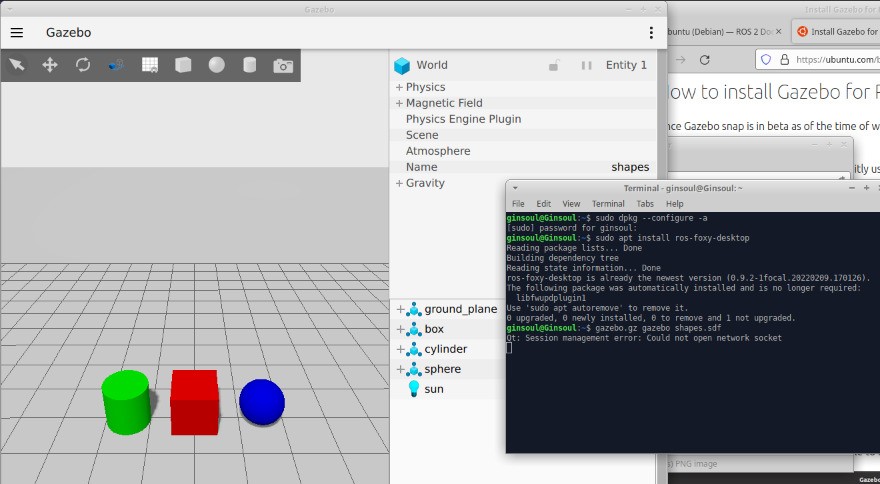 Gazebo
Install Gazebo for
Gazebo
buntu (Debian) — ROS 2 Do
Install Gazebo for
https://ubuntu.com/b
World
Entity 1
Physics
Magnetic Field
Physics Engine Plugin
Scene
Atmosphere
Name
shapes
Gravity
ground_plane
box
cylinder
sphere
sun
ow to install Gazebo for
nce Gazebo snap is in beta as of the time of w
itly us
Terminal - ginsoul@Ginsoul:~
File Edit View Terminal Tabs Help
ginsoul@Ginsoul:~$ sudo dpkg --configure -a
[sudo] password for ginsoul:
ginsoul@Ginsoul:~$ sudo apt install ros-foxy-desktop
Reading package lists... Done
Building dependency tree
Reading state information... Done
ros-foxy-desktop is already the newest version (0.9.2-1focal.20220209.170126).
The following package was automatically installed and is no longer required:
libfwupdplugin1
Use 'sudo apt autoremove' to remove it.
0 upgraded, 0 newly installed, 0 to remove and 1 not upgraded.
ginsoul@Ginsoul:~$ gazebo.gz gazebo shapes.sdf
Qt: Session management error: Could not open network socket
) PNG image
Gazebo